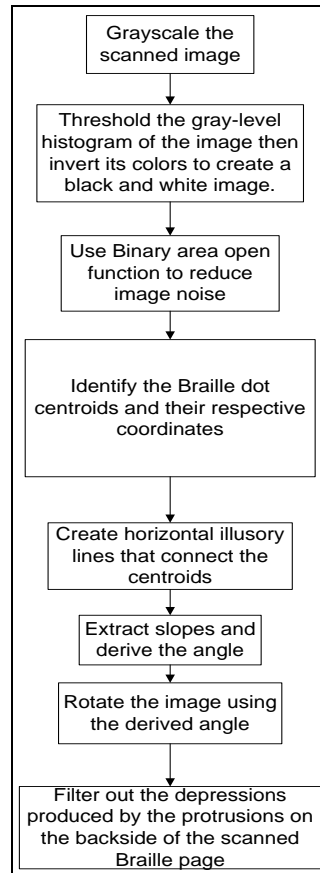 Grayscale the
scanned image
Threshold the gray-level
histogram of the image then
invert its colors to create a
black and white image.
Use Binary area open
function to reduce
image noise
Identify the Braille dot
centroids and their respective
coordinates
Create horizontal illusory
lines that connect the
centroids
Extract slopes and
derive the angle
Rotate the image using
the derived angle
Filter out the depressions
produced by the protrusions on
the backside of the scanned
Braille page